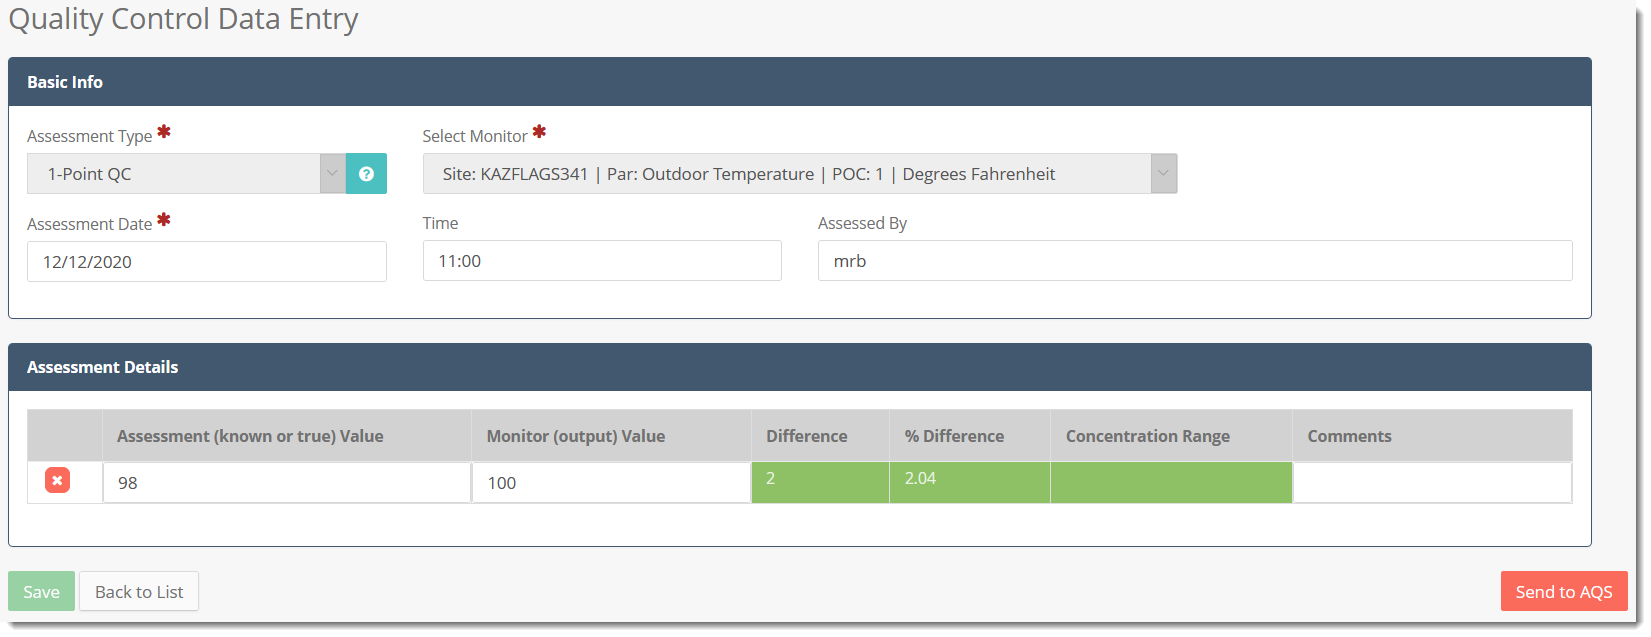 Quality Control Data Entry
Basic Info
Assessment Type ✱
Select Monitor ✱
1-Point QC
Site: KAZFLAGS341 | Par: Outdoor Temperature | POC: 1 | Degrees Fahrenheit
Assessment Date ✱
Time
Assessed By
12/12/2020
11:00
mrb
Assessment Details
Assessment (known or true) Value
Monitor (output) Value
Difference
% Difference
Concentration Range
Comments
98
100
2
2.04
Save
Back to List
Send to AQS